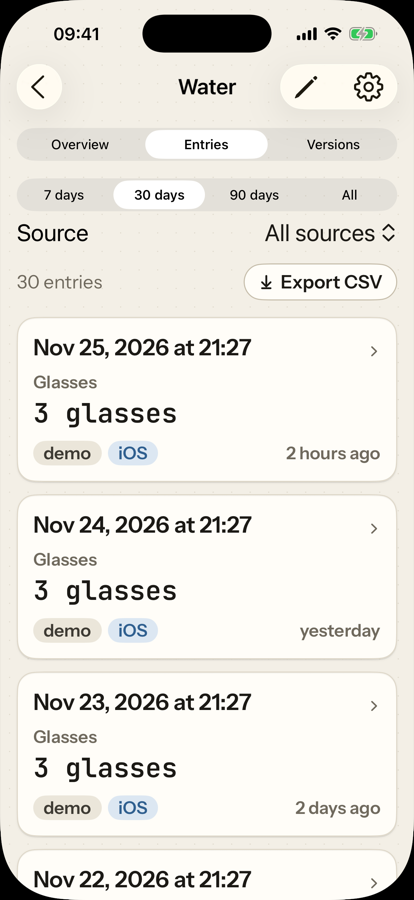 09:41
Water
Overview Entries Versions
7 days 30 days 90 days All
Source All sources
30 entries Export CSV
Nov 25, 2026 at 21:27
Glasses
3 glasses
demo iOS 2 hours ago
Nov 24, 2026 at 21:27
Glasses
3 glasses
demo iOS yesterday
Nov 23, 2026 at 21:27
Glasses
3 glasses
demo iOS 2 days ago
Nov 22, 2026 at 21:27